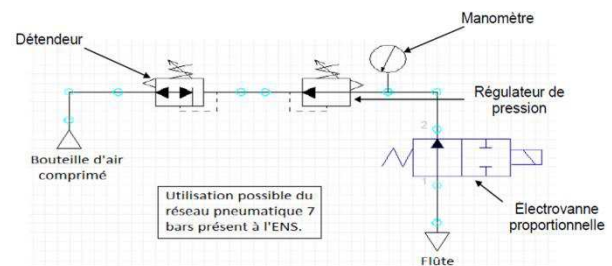 Manomètre
Détendeur
Régulateur de
pression
2
Bouteille d'air
comprimé
1
Utilisation possible du
réseau pneumatique 7
bars présent à l'ENS.
Electrovanne
proportionnelle
Flûte